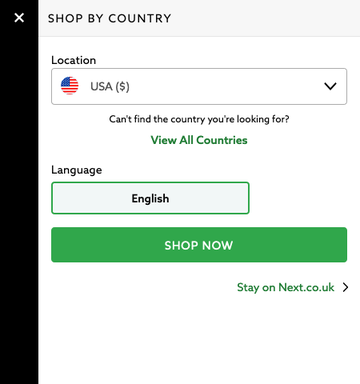 SHOP BY COUNTRY
Location
USA ($)
Can't find the country you're looking for?
View All Countries
Language
English
SHOP NOW
Stay on Next.co.uk